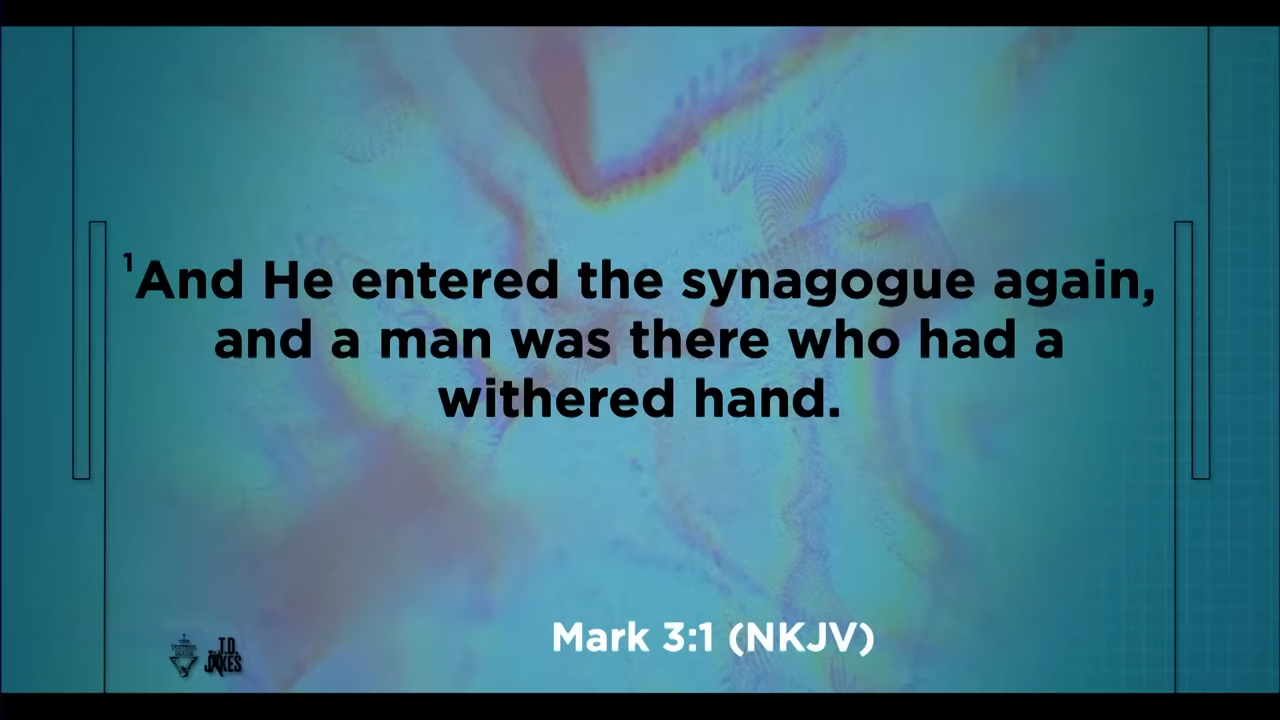 ¹And He entered the synagogue again,
and a man was there who had a
withered hand.
Mark 3:1 (NKJV)
T.D.
JAKES